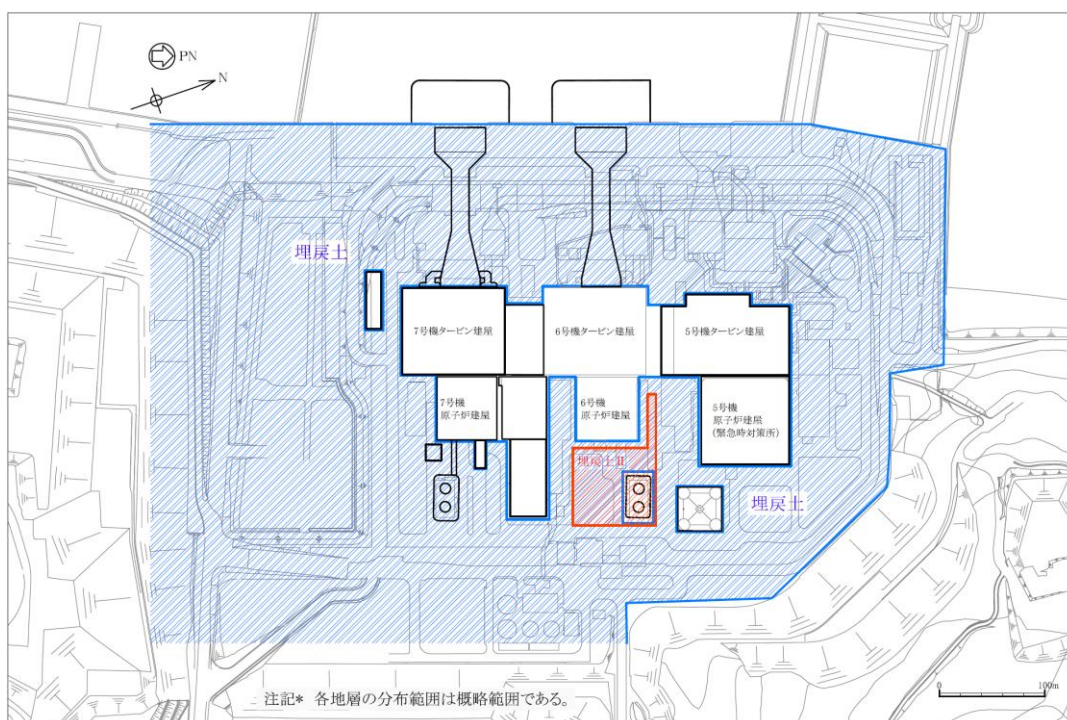 PN
N
埋戻土
7号機タービン建屋
6号機タービン建屋
5号機タービン建屋
7号機
原子炉建屋
6号機
原子炉建屋
5号機
原子炉建屋
(緊急時対策所)
埋戻土Ⅱ
埋戻土
注記* 各地層の分布範囲は概略範囲である。
0
100m